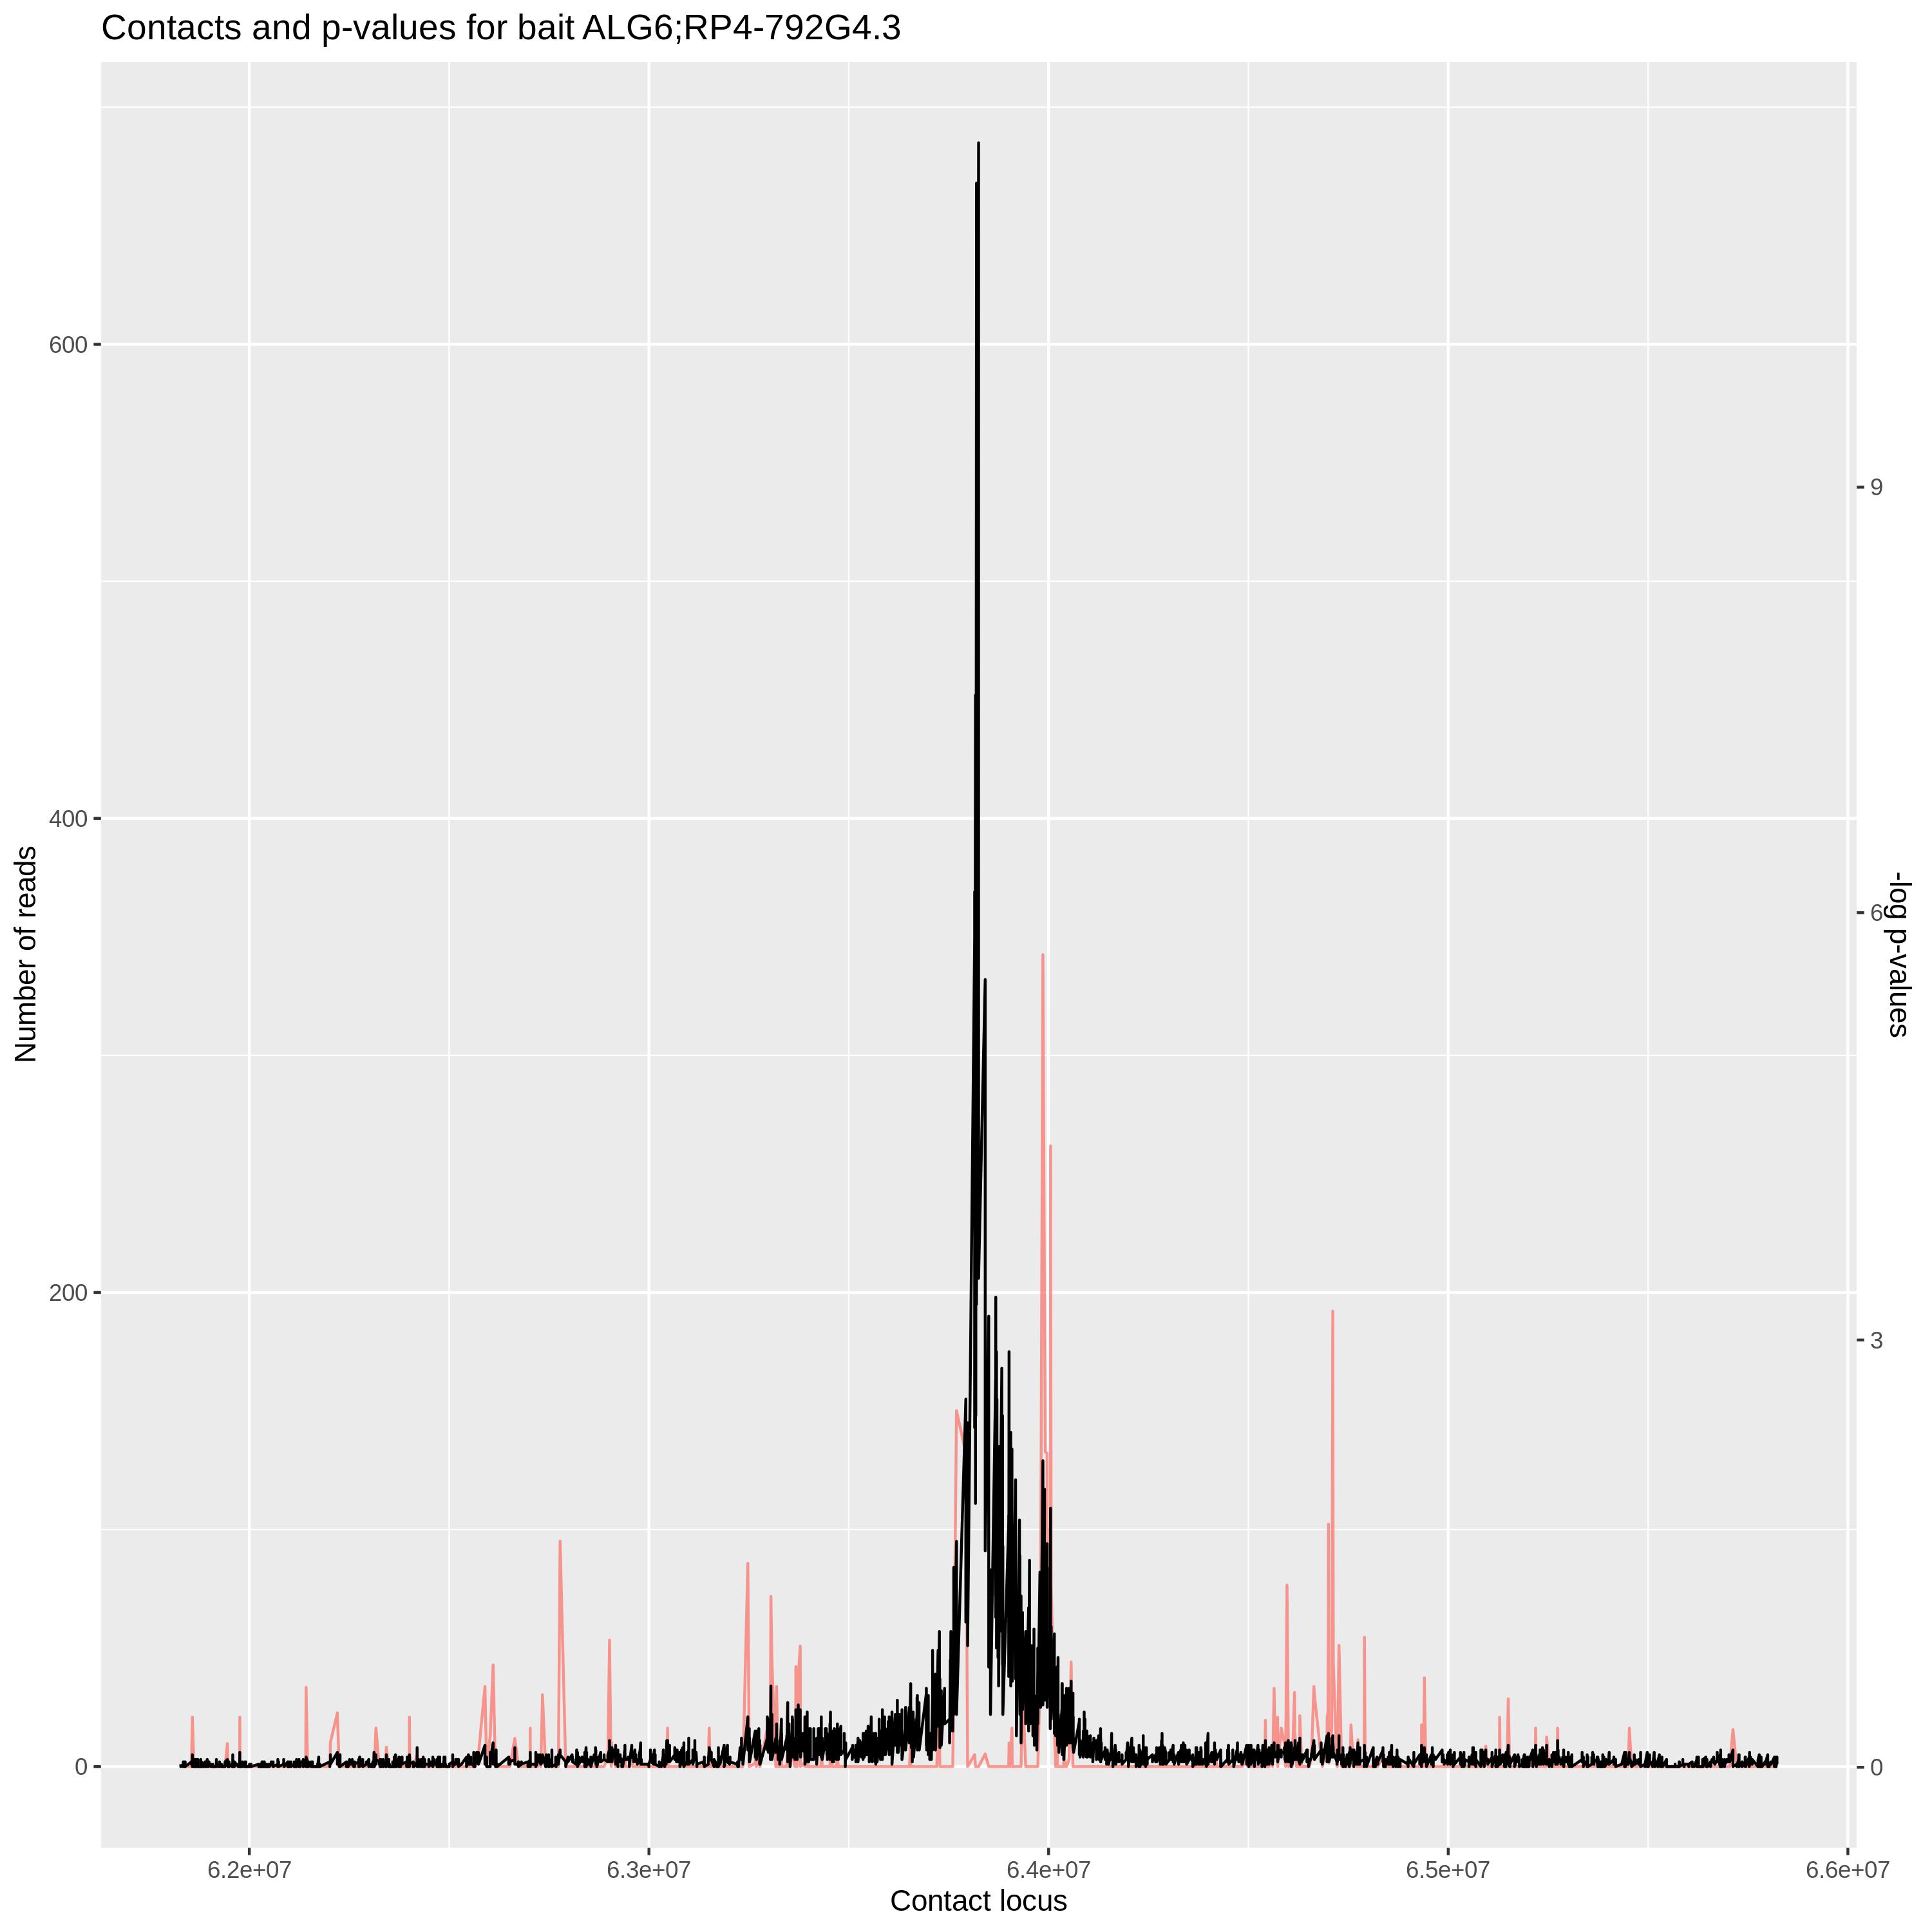 Contacts and p-values for bait ALG6;RP4-792G4.3
600
400
200
0
Number of reads
9
6
3
0
-log p-values
6.2e+07
6.3e+07
6.4e+07
6.5e+07
6.6e+07
Contact locus